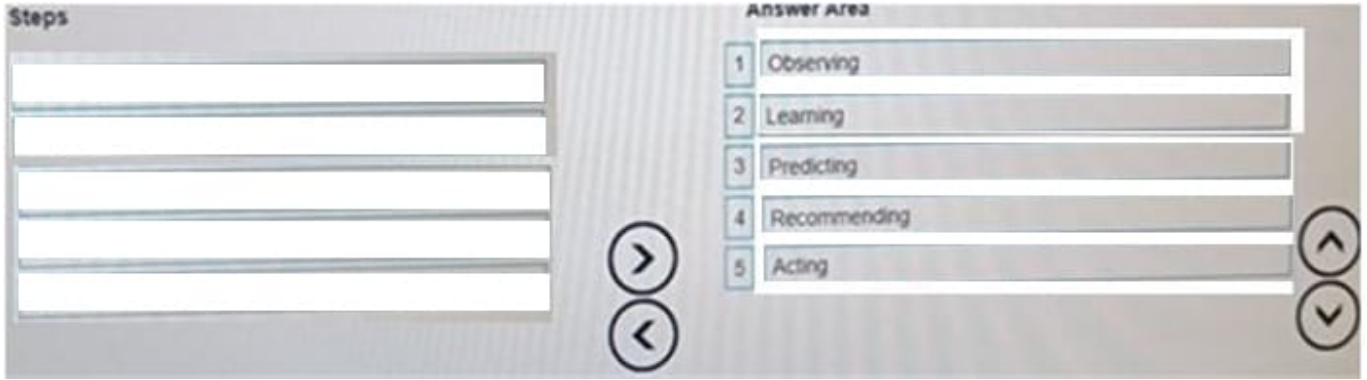 Steps
Answer Area
1 Observing
2 Learning
3 Predicting
4 Recommending
5 Acting